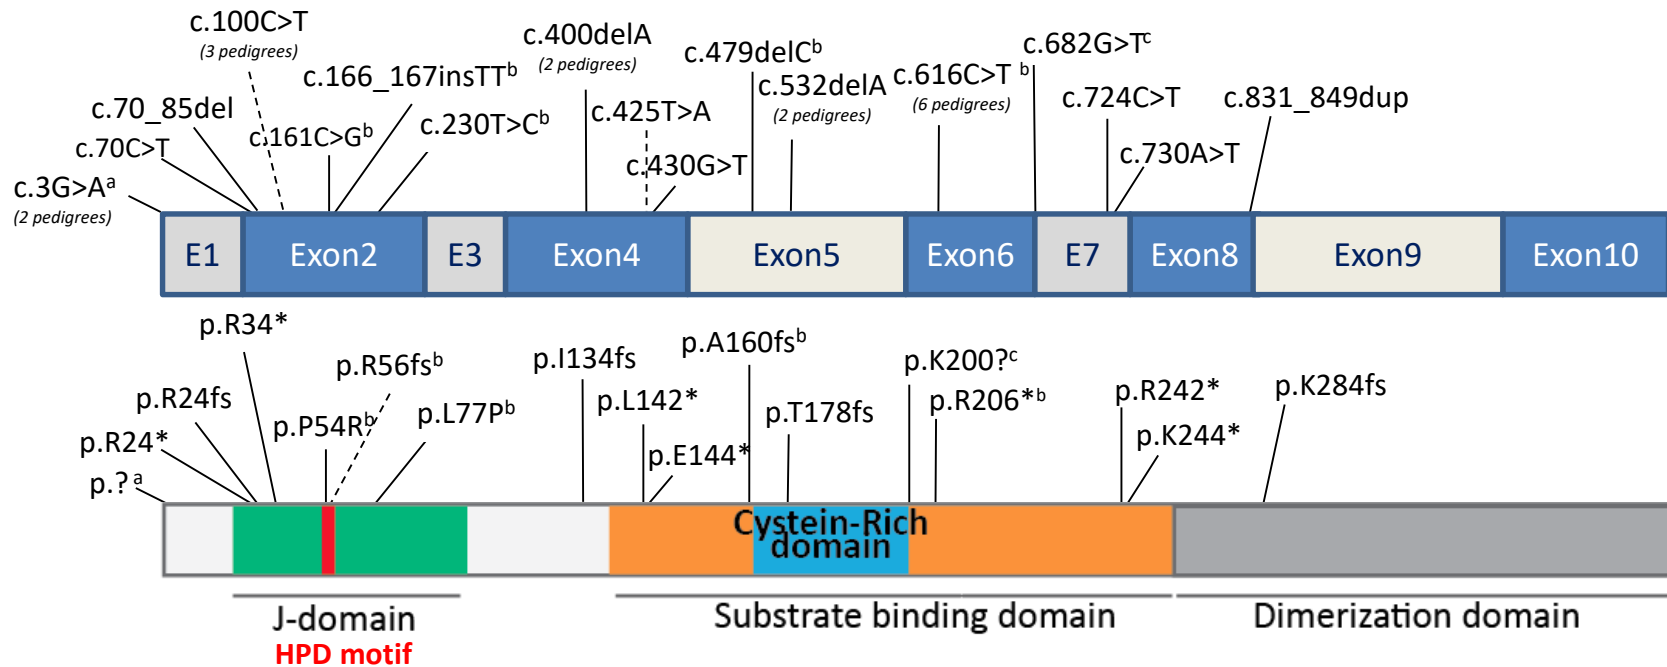 c.100C>T
(3 pedigrees)
c.400delA
(2 pedigrees)
c.479delCᵇ
c.682G>Tᶜ
c.166_167insTTᵇ
c.532delA
(2 pedigrees)
c.616C>T ᵇ
(6 pedigrees)
c.70_85del
c.161C>Gᵇ
c.230T>Cᵇ
c.425T>A
c.724C>T
c.831_849dup
c.70C>T
c.430G>T
c.730A>T
c.3G>Aᵃ
(2 pedigrees)
E1 Exon2 E3 Exon4 Exon5 Exon6 E7 Exon8 Exon9 Exon10
p.R34*
p.R56fsᵇ
p.I134fs
p.A160fsᵇ
p.K200?ᶜ
p.R24fs
p.P54Rᵇ
p.L77Pᵇ
p.L142*
p.T178fs
p.R206*ᵇ
p.R242*
p.K284fs
p.R24*
p.E144*
p.K244*
p.? ᵃ
Cystein-Rich
domain
J-domain
HPD motif
Substrate binding domain
Dimerization domain